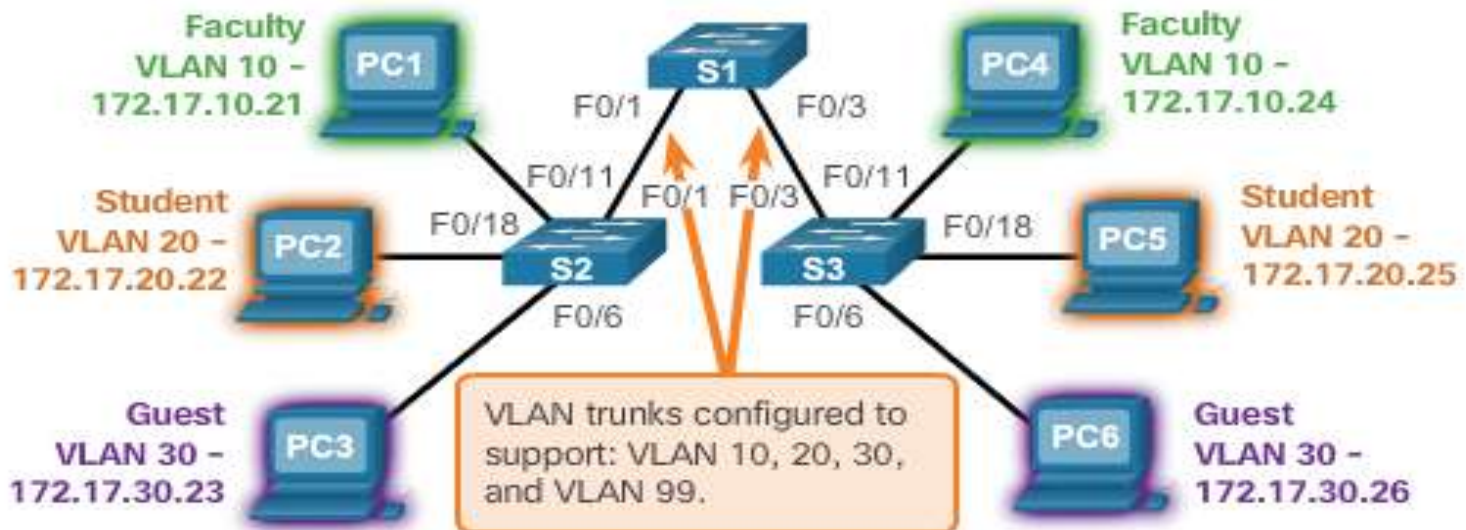 Faculty
VLAN 10 –
172.17.10.21
PC1
S1
PC4
Faculty
VLAN 10 –
172.17.10.24
F0/1
F0/3
F0/11
F0/1
F0/3
F0/11
Student
VLAN 20 –
172.17.20.22
PC2
F0/18
S2
S3
F0/18
PC5
Student
VLAN 20 –
172.17.20.25
F0/6
F0/6
Guest
VLAN 30 –
172.17.30.23
PC3
VLAN trunks configured to
support: VLAN 10, 20, 30,
and VLAN 99.
PC6
Guest
VLAN 30 –
172.17.30.26